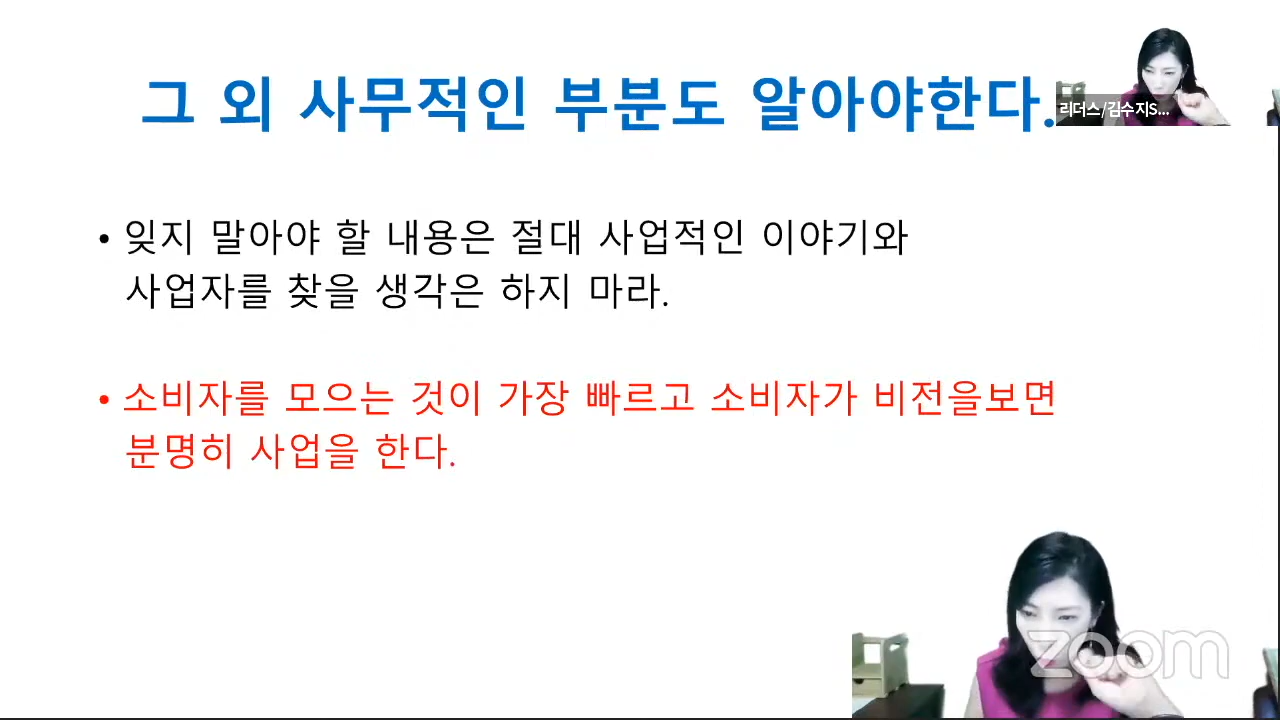 그 외 사무적인 부분도 알아야한다.
리더스/김수지S...
• 잊지 말아야 할 내용은 절대 사업적인 이야기와
사업자를 찾을 생각은 하지 마라.
• 소비자를 모으는 것이 가장 빠르고 소비자가 비전을보면
분명히 사업을 한다.
zoom